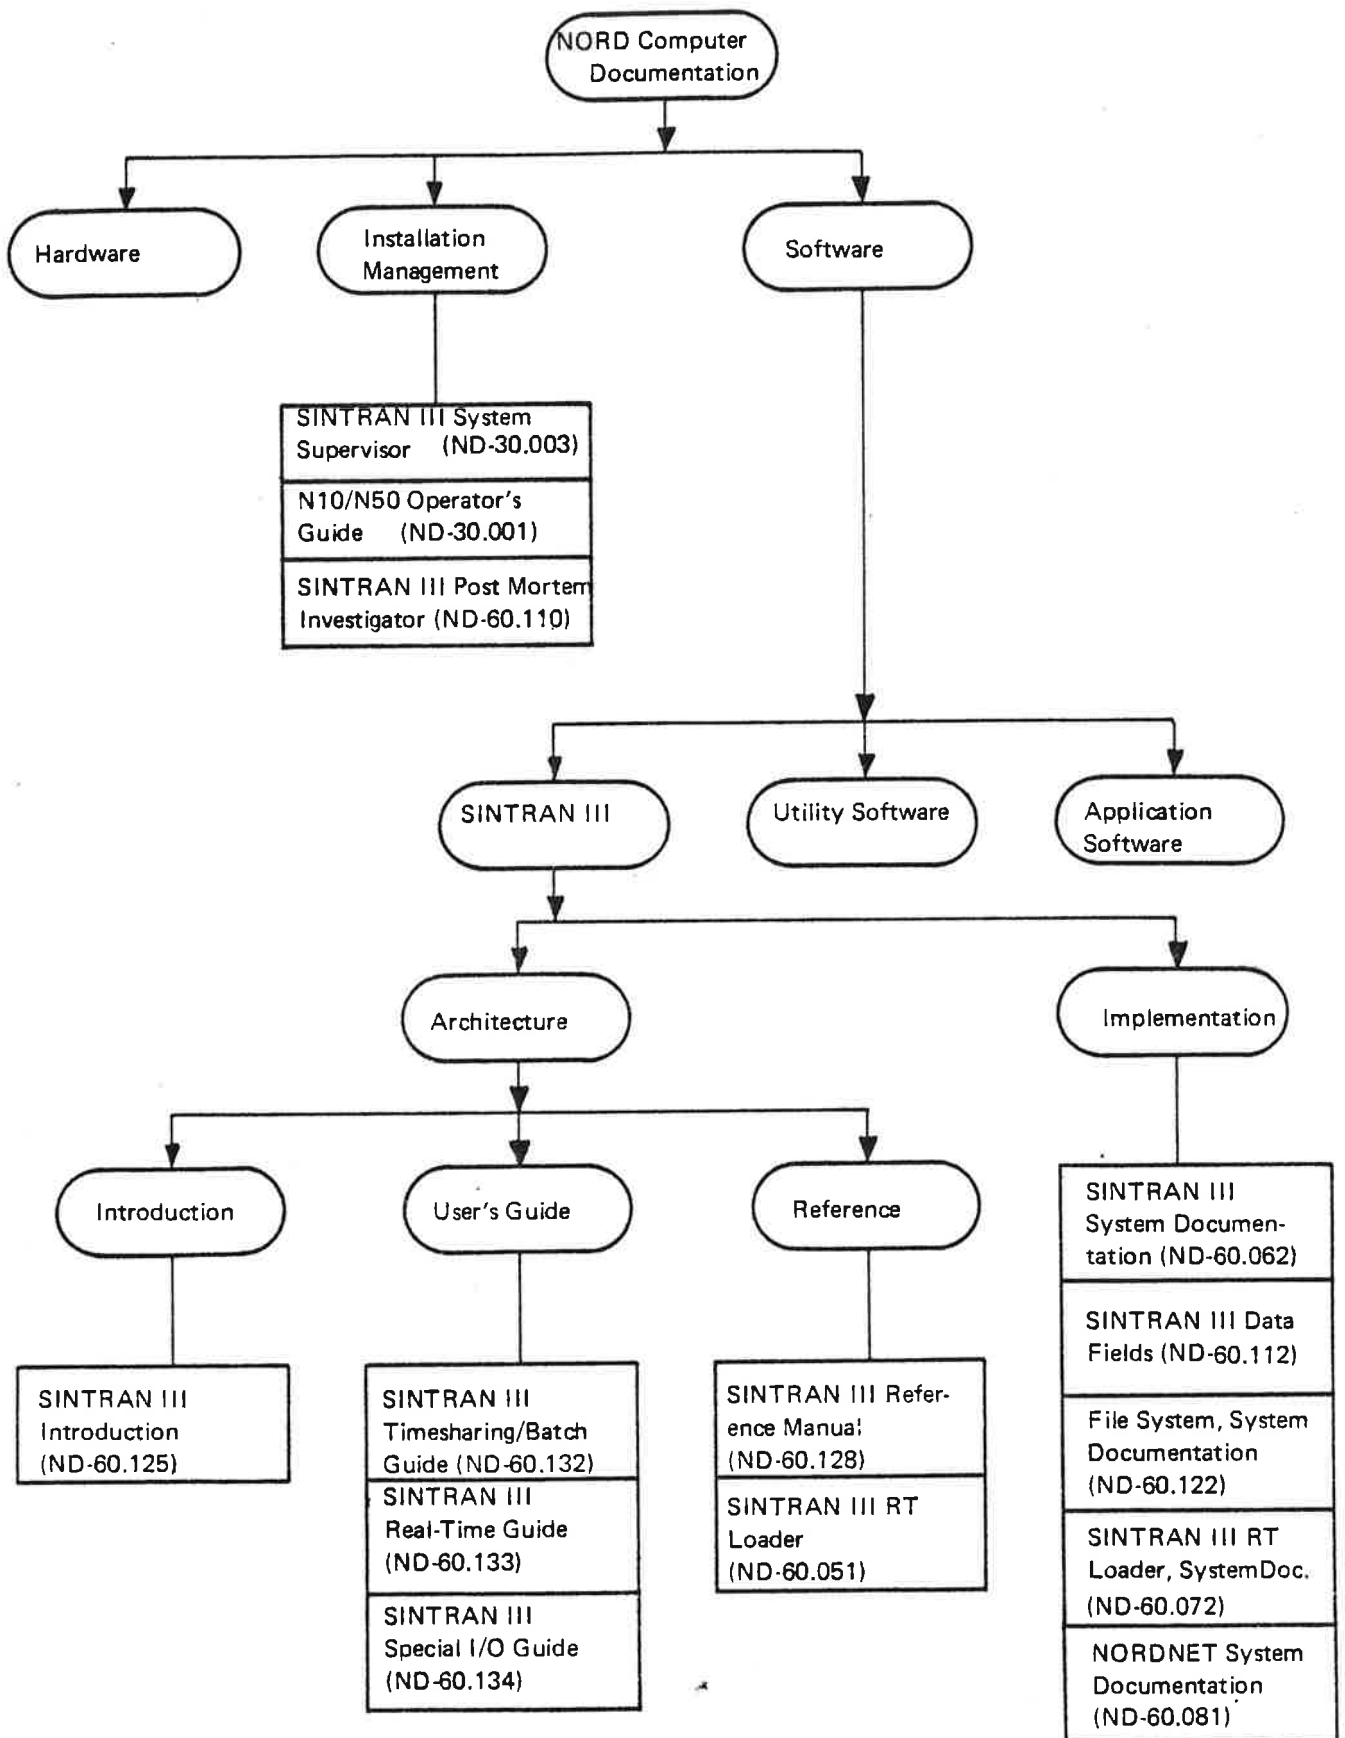 NORD Computer
Documentation
Hardware
Installation
Management
Software
SINTRAN III System
Supervisor (ND-30.003)
N10/N50 Operator's
Guide (ND-30.001)
SINTRAN III Post Mortem
Investigator (ND-60.110)
SINTRAN III
Utility Software
Application
Software
Architecture
Implementation
Introduction
User's Guide
Reference
SINTRAN III
Introduction
(ND-60.125)
SINTRAN III
Timesharing/Batch
Guide (ND-60.132)
SINTRAN III
Real-Time Guide
(ND-60.133)
SINTRAN III
Special I/O Guide
(ND-60.134)
SINTRAN III Refer-
ence Manual
(ND-60.128)
SINTRAN III RT
Loader
(ND-60.051)
SINTRAN III
System Documen-
tation (ND-60.062)
SINTRAN III Data
Fields (ND-60.112)
File System, System
Documentation
(ND-60.122)
SINTRAN III RT
Loader, SystemDoc.
(ND-60.072)
NORDNET System
Documentation
(ND-60.081)